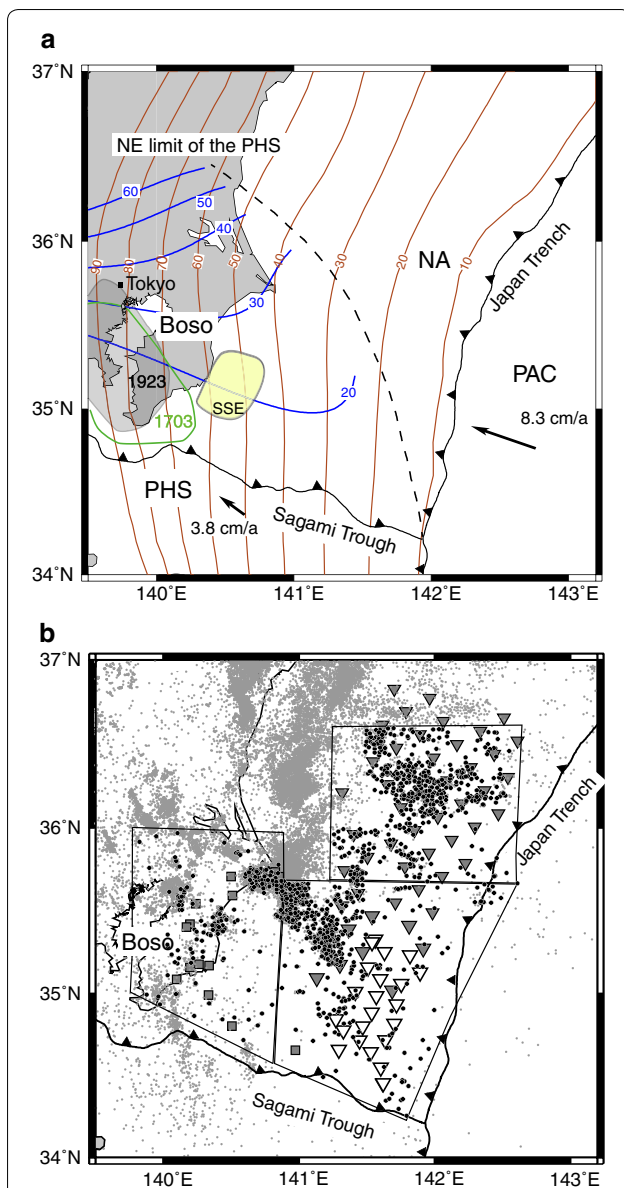 a
37˚N
NE limit of the PHS
60
50
40
36˚N
NA
90
80
70
60
50
40
30
20
10
Japan Trench
Tokyo
30
Boso
PAC
1923
SSE
20
35˚N
1703
8.3 cm/a
PHS
3.8 cm/a
Sagami Trough
34˚N
140˚E
141˚E
142˚E
143˚E
b
37˚N
36˚N
Japan Trench
Boso
35˚N
Sagami Trough
34˚N
140˚E
141˚E
142˚E
143˚E